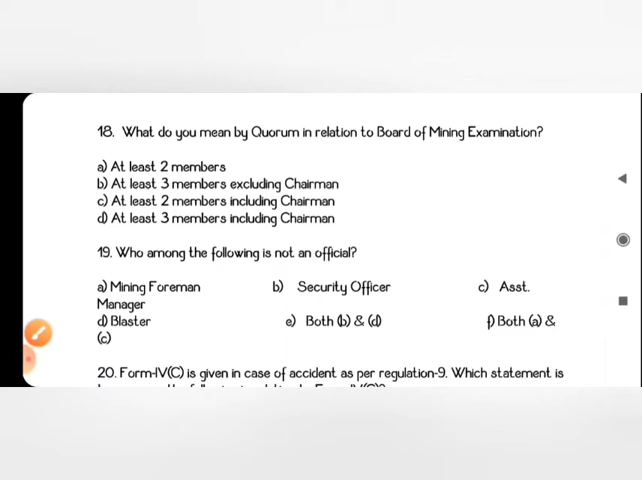 18. What do you mean by Quorum in relation to Board of Mining Examination?
a) At least 2 members
b) At least 3 members excluding Chairman
c) At least 2 members including Chairman
d) At least 3 members including Chairman
19. Who among the following is not an official?
a) Mining Foreman b) Security Officer c) Asst.
Manager
d) Blaster e) Both (b) & (d) f) Both (a) &
(c)
20. Form-IV(C) is given in case of accident as per regulation-9. Which statement is